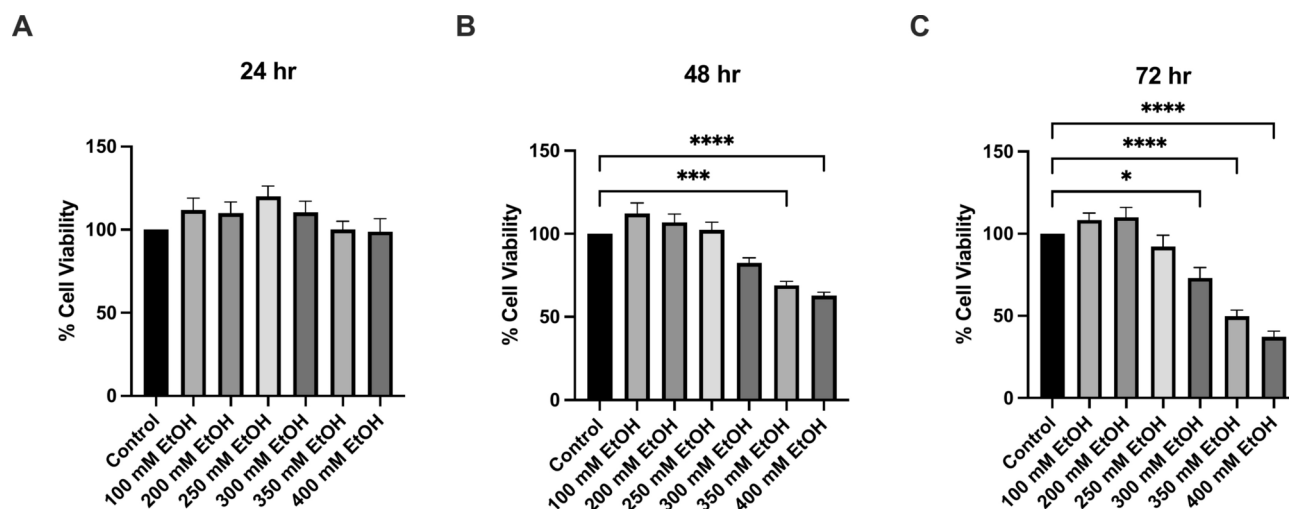 A
24 hr
% Cell Viability
150
100
50
0
Control
100 mM EtOH
200 mM EtOH
250 mM EtOH
300 mM EtOH
350 mM EtOH
400 mM EtOH
B
48 hr
****
***
% Cell Viability
150
100
50
0
Control
100 mM EtOH
200 mM EtOH
250 mM EtOH
300 mM EtOH
350 mM EtOH
400 mM EtOH
C
72 hr
****
****
*
% Cell Viability
150
100
50
0
Control
100 mM EtOH
200 mM EtOH
250 mM EtOH
300 mM EtOH
350 mM EtOH
400 mM EtOH